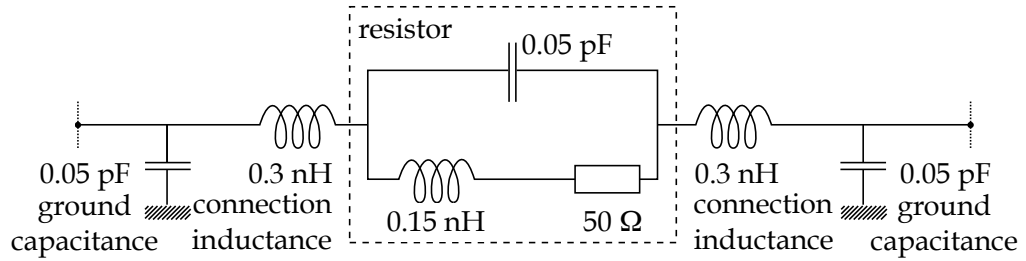 resistor
0.05 pF
0.05 pF
ground
capacitance
0.3 nH
connection
inductance
0.15 nH
50 Ω
0.3 nH
connection
inductance
0.05 pF
ground
capacitance